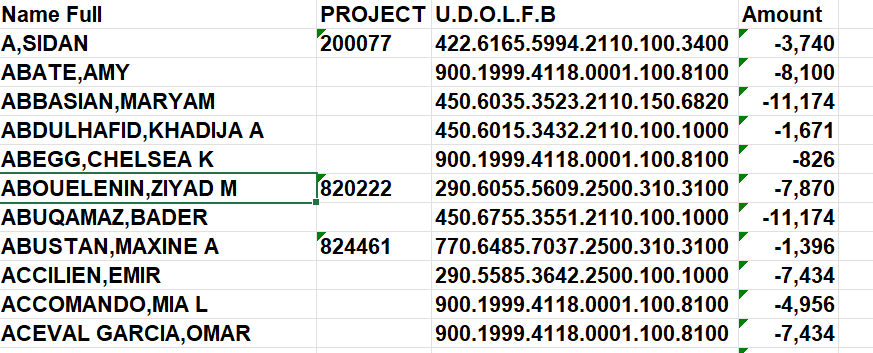 Name Full PROJECT U.D.O.L.F.B Amount
A,SIDAN 200077 422.6165.5994.2110.100.3400 -3,740
ABATE,AMY 900.1999.4118.0001.100.8100 -8,100
ABBASIAN,MARYAM 450.6035.3523.2110.150.6820 -11,174
ABDULHAFID,KHADIJA A 450.6015.3432.2110.100.1000 -1,671
ABEGG,CHELSEA K 900.1999.4118.0001.100.8100 -826
ABOUELENIN,ZIYAD M 820222 290.6055.5609.2500.310.3100 -7,870
ABUQAMAZ,BADER 450.6755.3551.2110.100.1000 -11,174
ABUSTAN,MAXINE A 824461 770.6485.7037.2500.310.3100 -1,396
ACCILIEN,EMIR 290.5585.3642.2500.100.1000 -7,434
ACCOMANDO,MIA L 900.1999.4118.0001.100.8100 -4,956
ACEVAL GARCIA,OMAR 900.1999.4118.0001.100.8100 -7,434